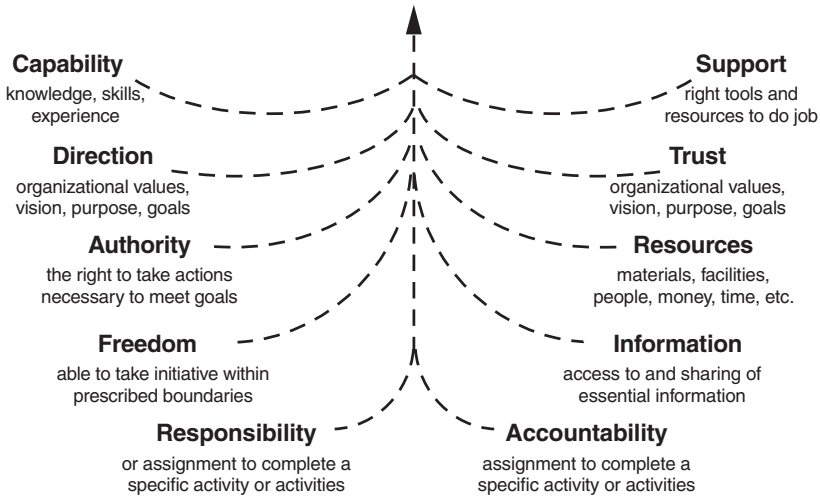 Capability
knowledge, skills,
experience
Support
right tools and
resources to do job
Direction
organizational values,
vision, purpose, goals
Trust
organizational values,
vision, purpose, goals
Authority
the right to take actions
necessary to meet goals
Resources
materials, facilities,
people, money, time, etc.
Freedom
able to take initiative within
prescribed boundaries
Information
access to and sharing of
essential information
Responsibility
or assignment to complete a
specific activity or activities
Accountability
assignment to complete a
specific activity or activities